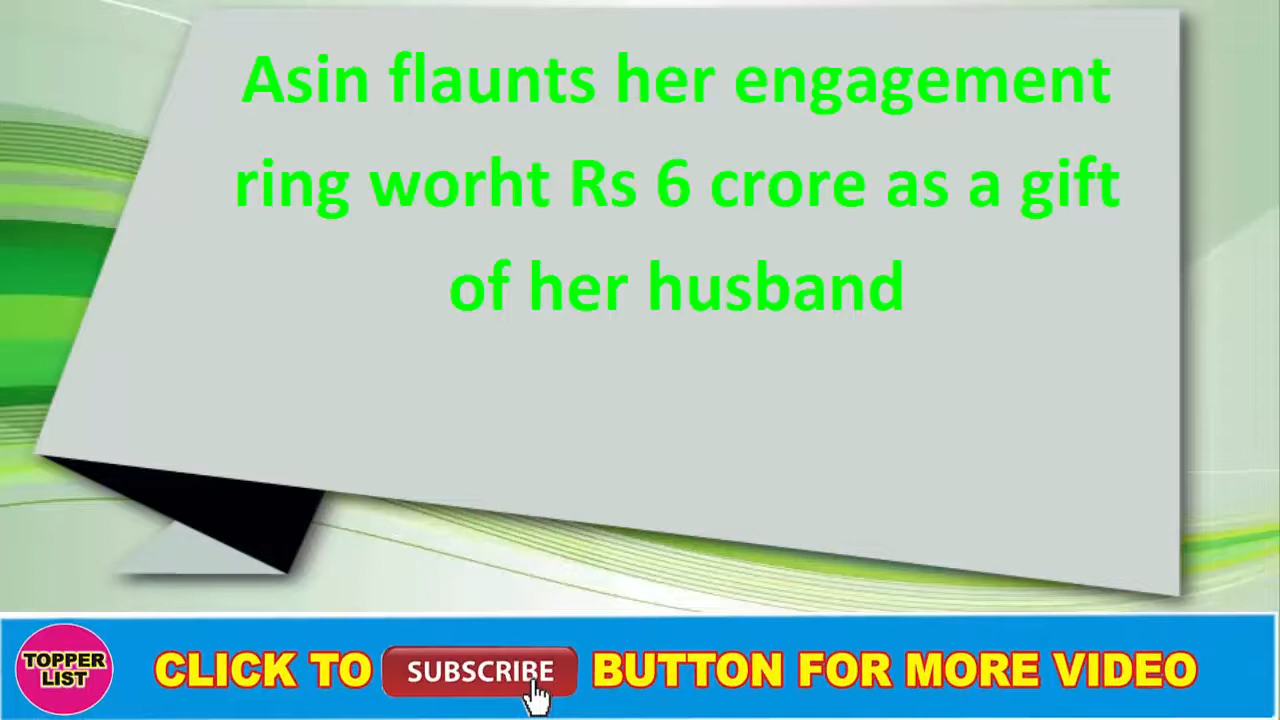 Asin flaunts her engagement
ring worht Rs 6 crore as a gift
of her husband
TOPPER
LIST
CLICK TO SUBSCRIBE BUTTON FOR MORE VIDEO